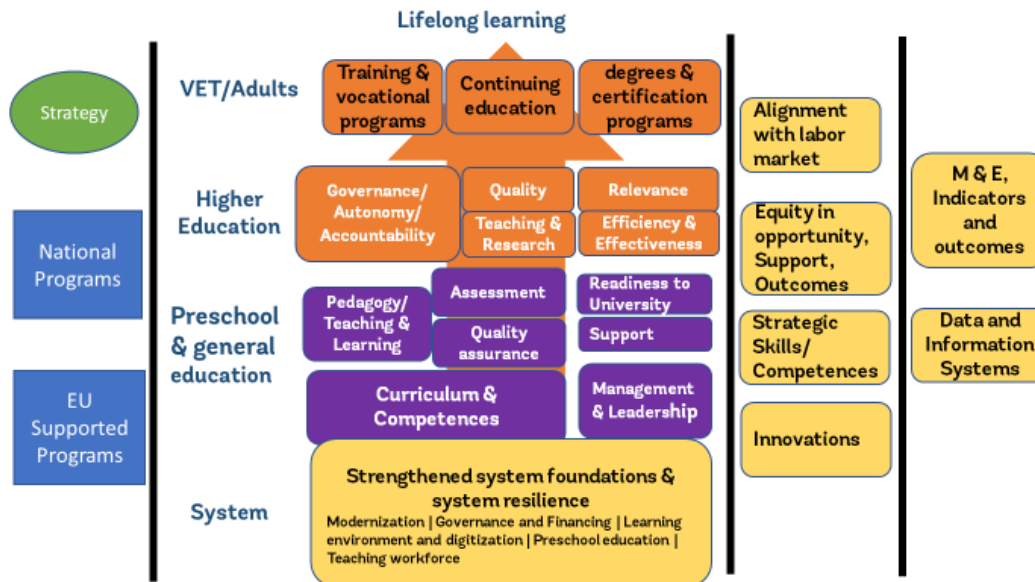 Lifelong learning
Strategy
National
Programs
EU
Supported
Programs
VET/Adults
Training &
vocational
programs
Continuing
education
degrees &
certification
programs
Higher
Education
Governance/
Autonomy/
Accountability
Quality
Relevance
Teaching &
Research
Efficiency &
Effectiveness
Preschool
& general
education
Pedagogy/
Teaching &
Learning
Assessment
Readiness to
University
Quality
assurance
Support
Curriculum &
Competences
Management
& Leadership
System
Strengthened system foundations &
system resilience
Modernization | Governance and Financing | Learning
environment and digitization | Preschool education |
Teaching workforce
Alignment
with labor
market
Equity in
opportunity,
Support,
Outcomes
Strategic
Skills/
Competences
Innovations
M & E,
Indicators
and
outcomes
Data and
Information
Systems